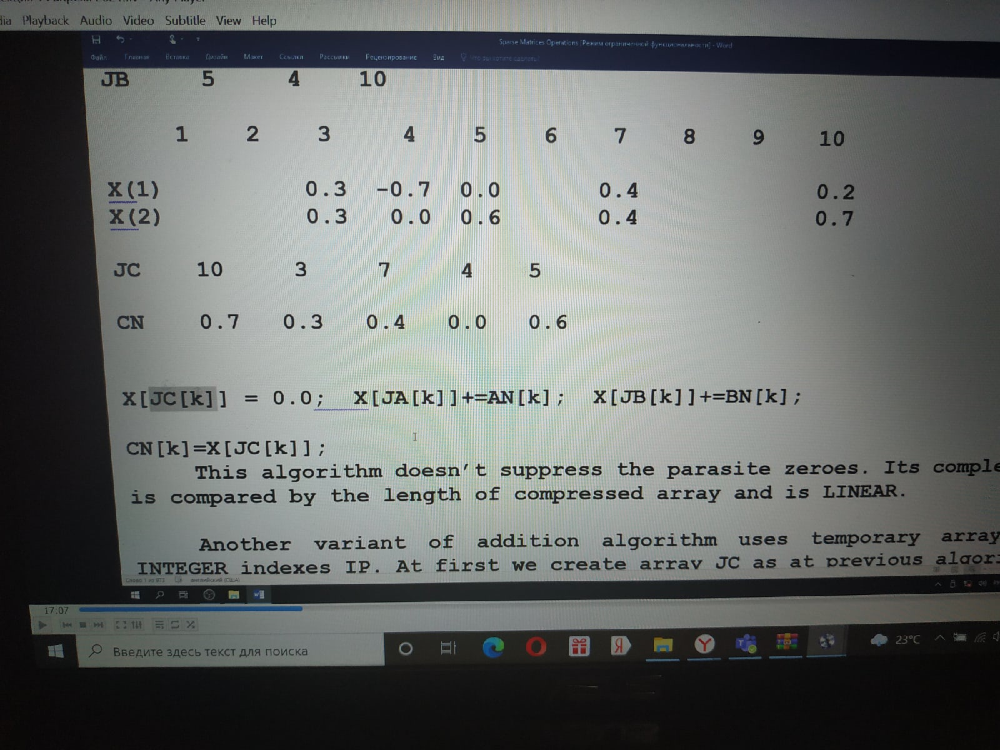 Playback Audio Video Subtitle View Help
Sparse Matrices Operations [Режим ограниченной функциональности] - Word
Файл Главная Вставка Дизайн Макет Ссылки Рассылки Рецензирование Вид Что вы хотите сделать?
JB 5 4 10
1 2 3 4 5 6 7 8 9 10
X(1) 0.3 -0.7 0.0 0.4 0.2
X(2) 0.3 0.0 0.6 0.4 0.7
JC 10 3 7 4 5
CN 0.7 0.3 0.4 0.0 0.6
X[JC[k]] = 0.0; X[JA[k]]+=AN[k]; X[JB[k]]+=BN[k];
CN[k]=X[JC[k]];
This algorithm doesn't suppress the parasite zeroes. Its comple
is compared by the length of compressed array and is LINEAR.
Another variant of addition algorithm uses temporary array
INTEGER indexes IP. At first we create array JC as at previous algori
Слово 1 из 973 английский (США)
17:07
Введите здесь текст для поиска
23°C